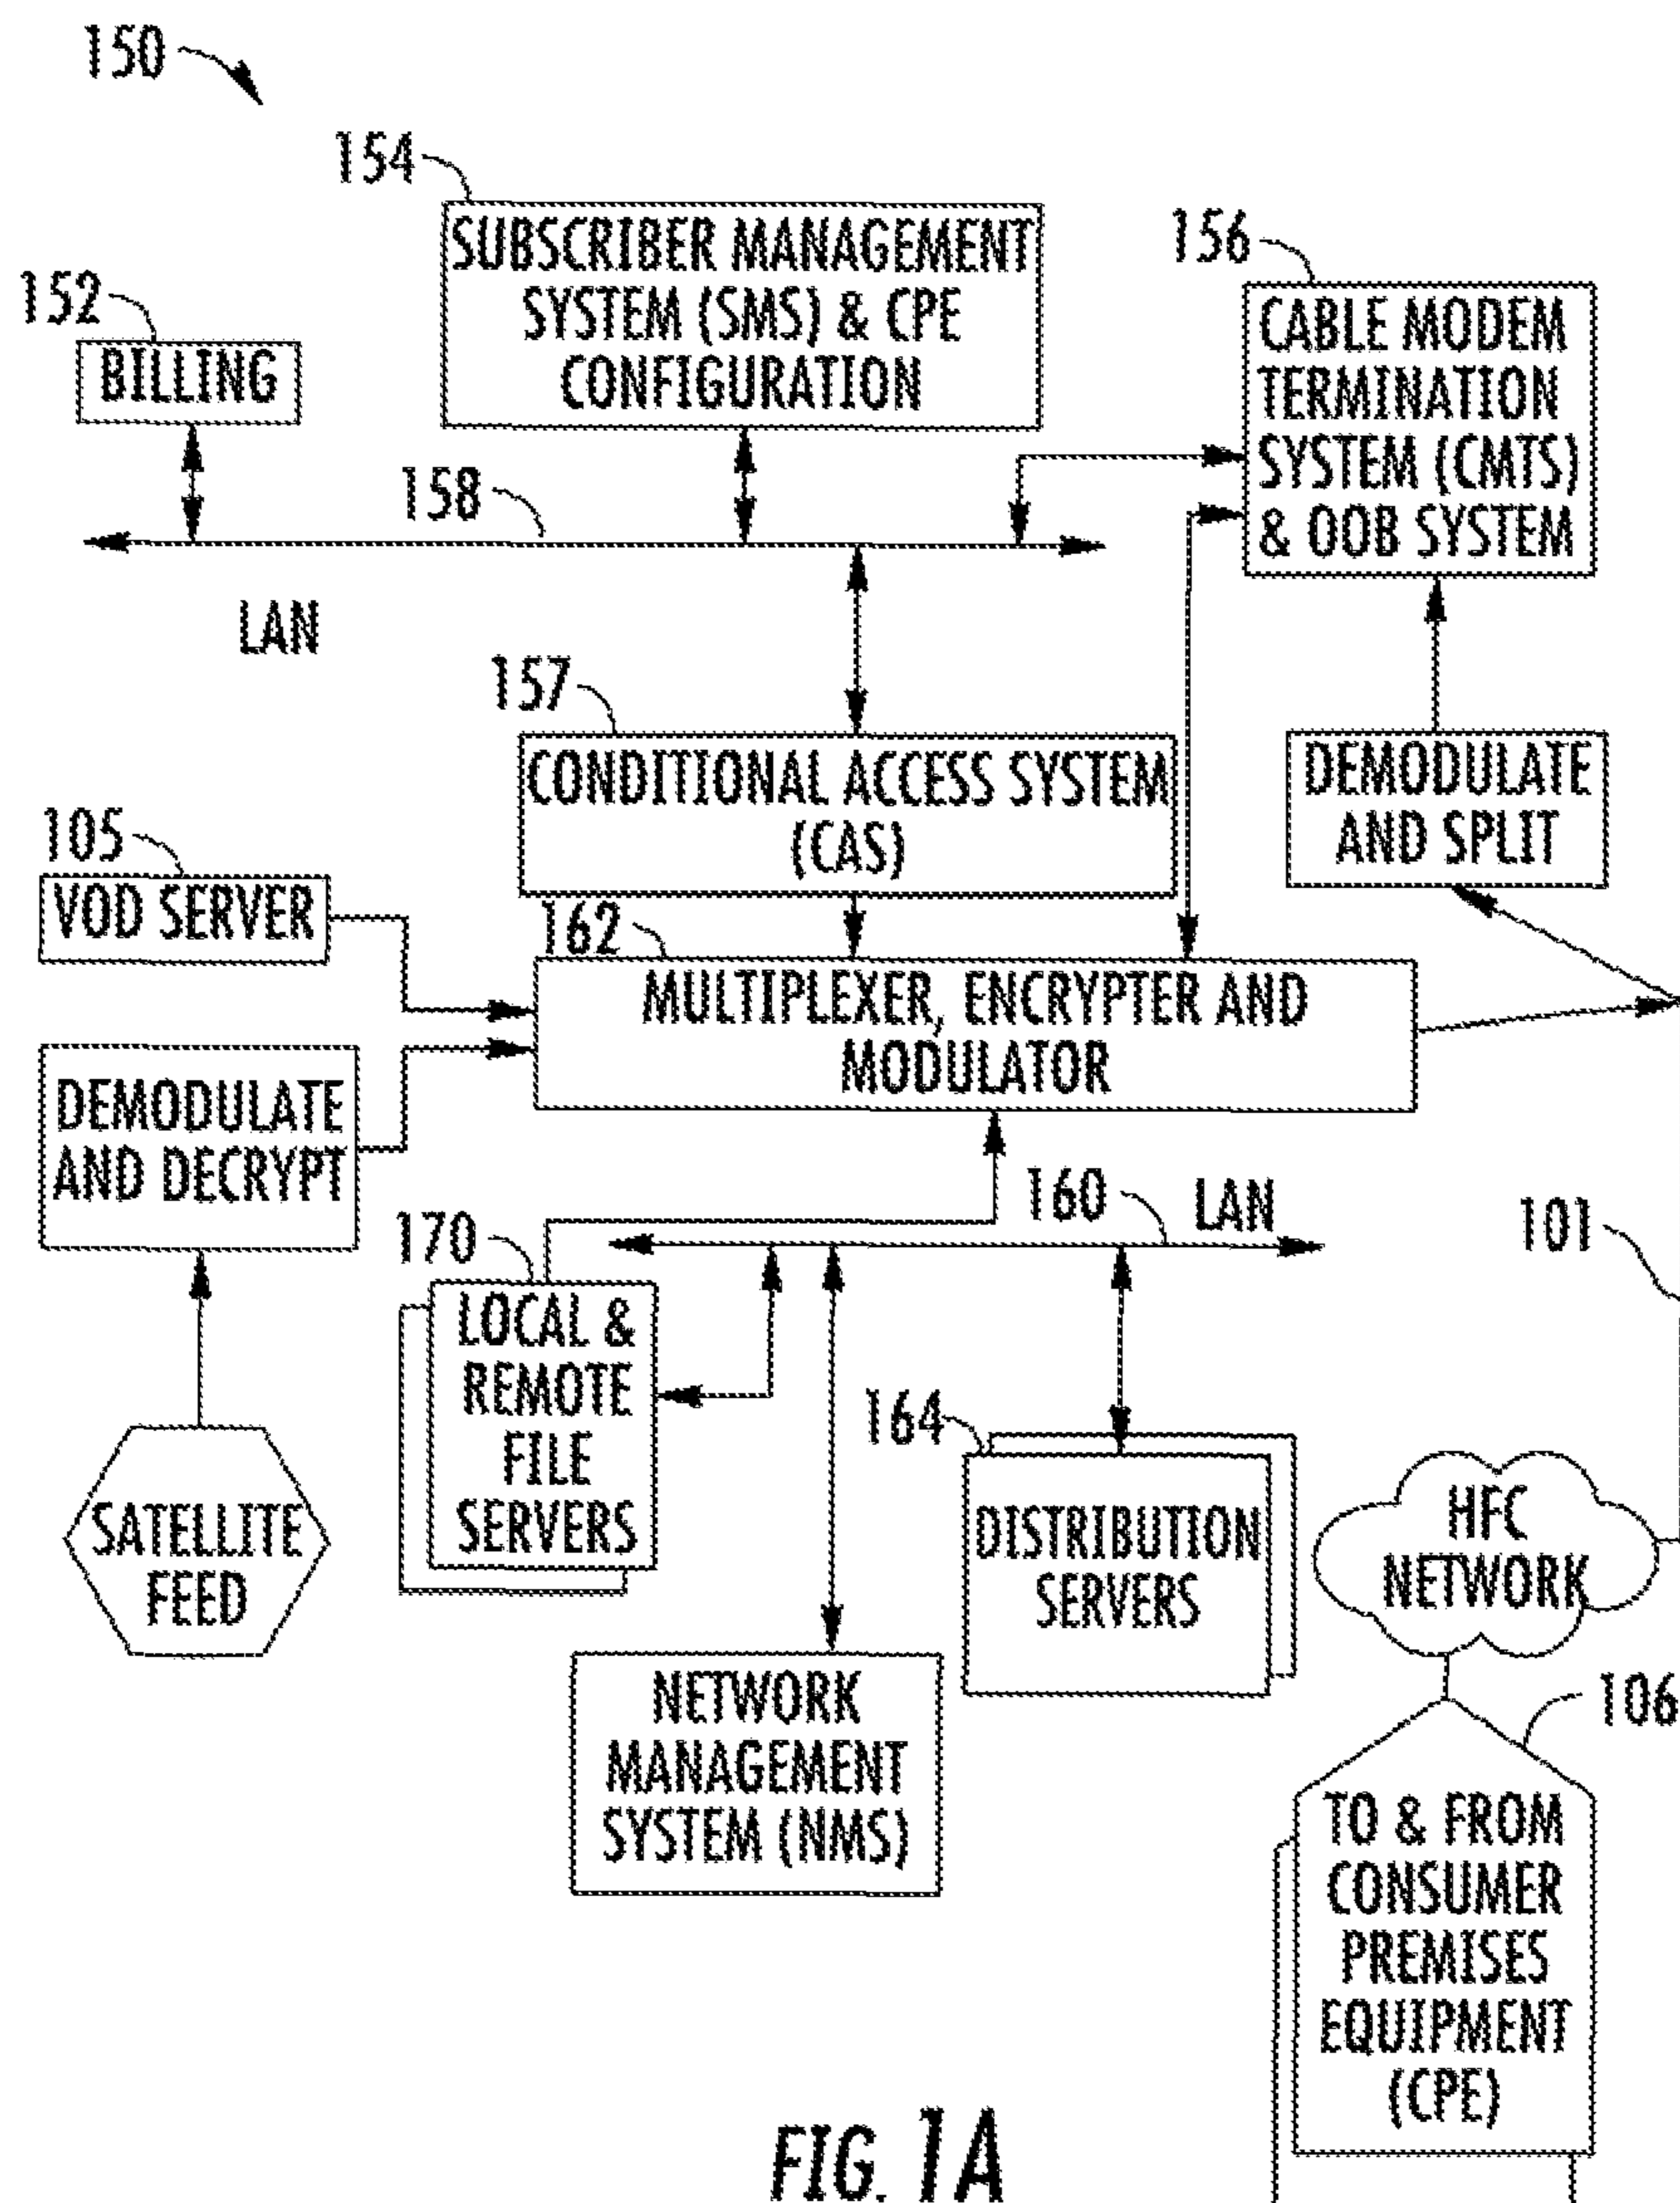 150
154
SUBSCRIBER MANAGEMENT
SYSTEM (SMS) & CPE
CONFIGURATION
156
CABLE MODEM
TERMINATION
SYSTEM (CMTS)
& OOB SYSTEM
152
BILLING
158
LAN
157
CONDITIONAL ACCESS SYSTEM
(CAS)
DEMODULATE
AND SPLIT
105
VOD SERVER
162
MULTIPLEXER, ENCRYPTER AND
MODULATOR
DEMODULATE
AND DECRYPT
160
LAN
101
170
LOCAL &
REMOTE
FILE
SERVERS
164
DISTRIBUTION
SERVERS
SATELLITE
FEED
HFC
NETWORK
NETWORK
MANAGEMENT
SYSTEM (NMS)
106
TO & FROM
CONSUMER
PREMISES
EQUIPMENT
(CPE)
FIG. 1A